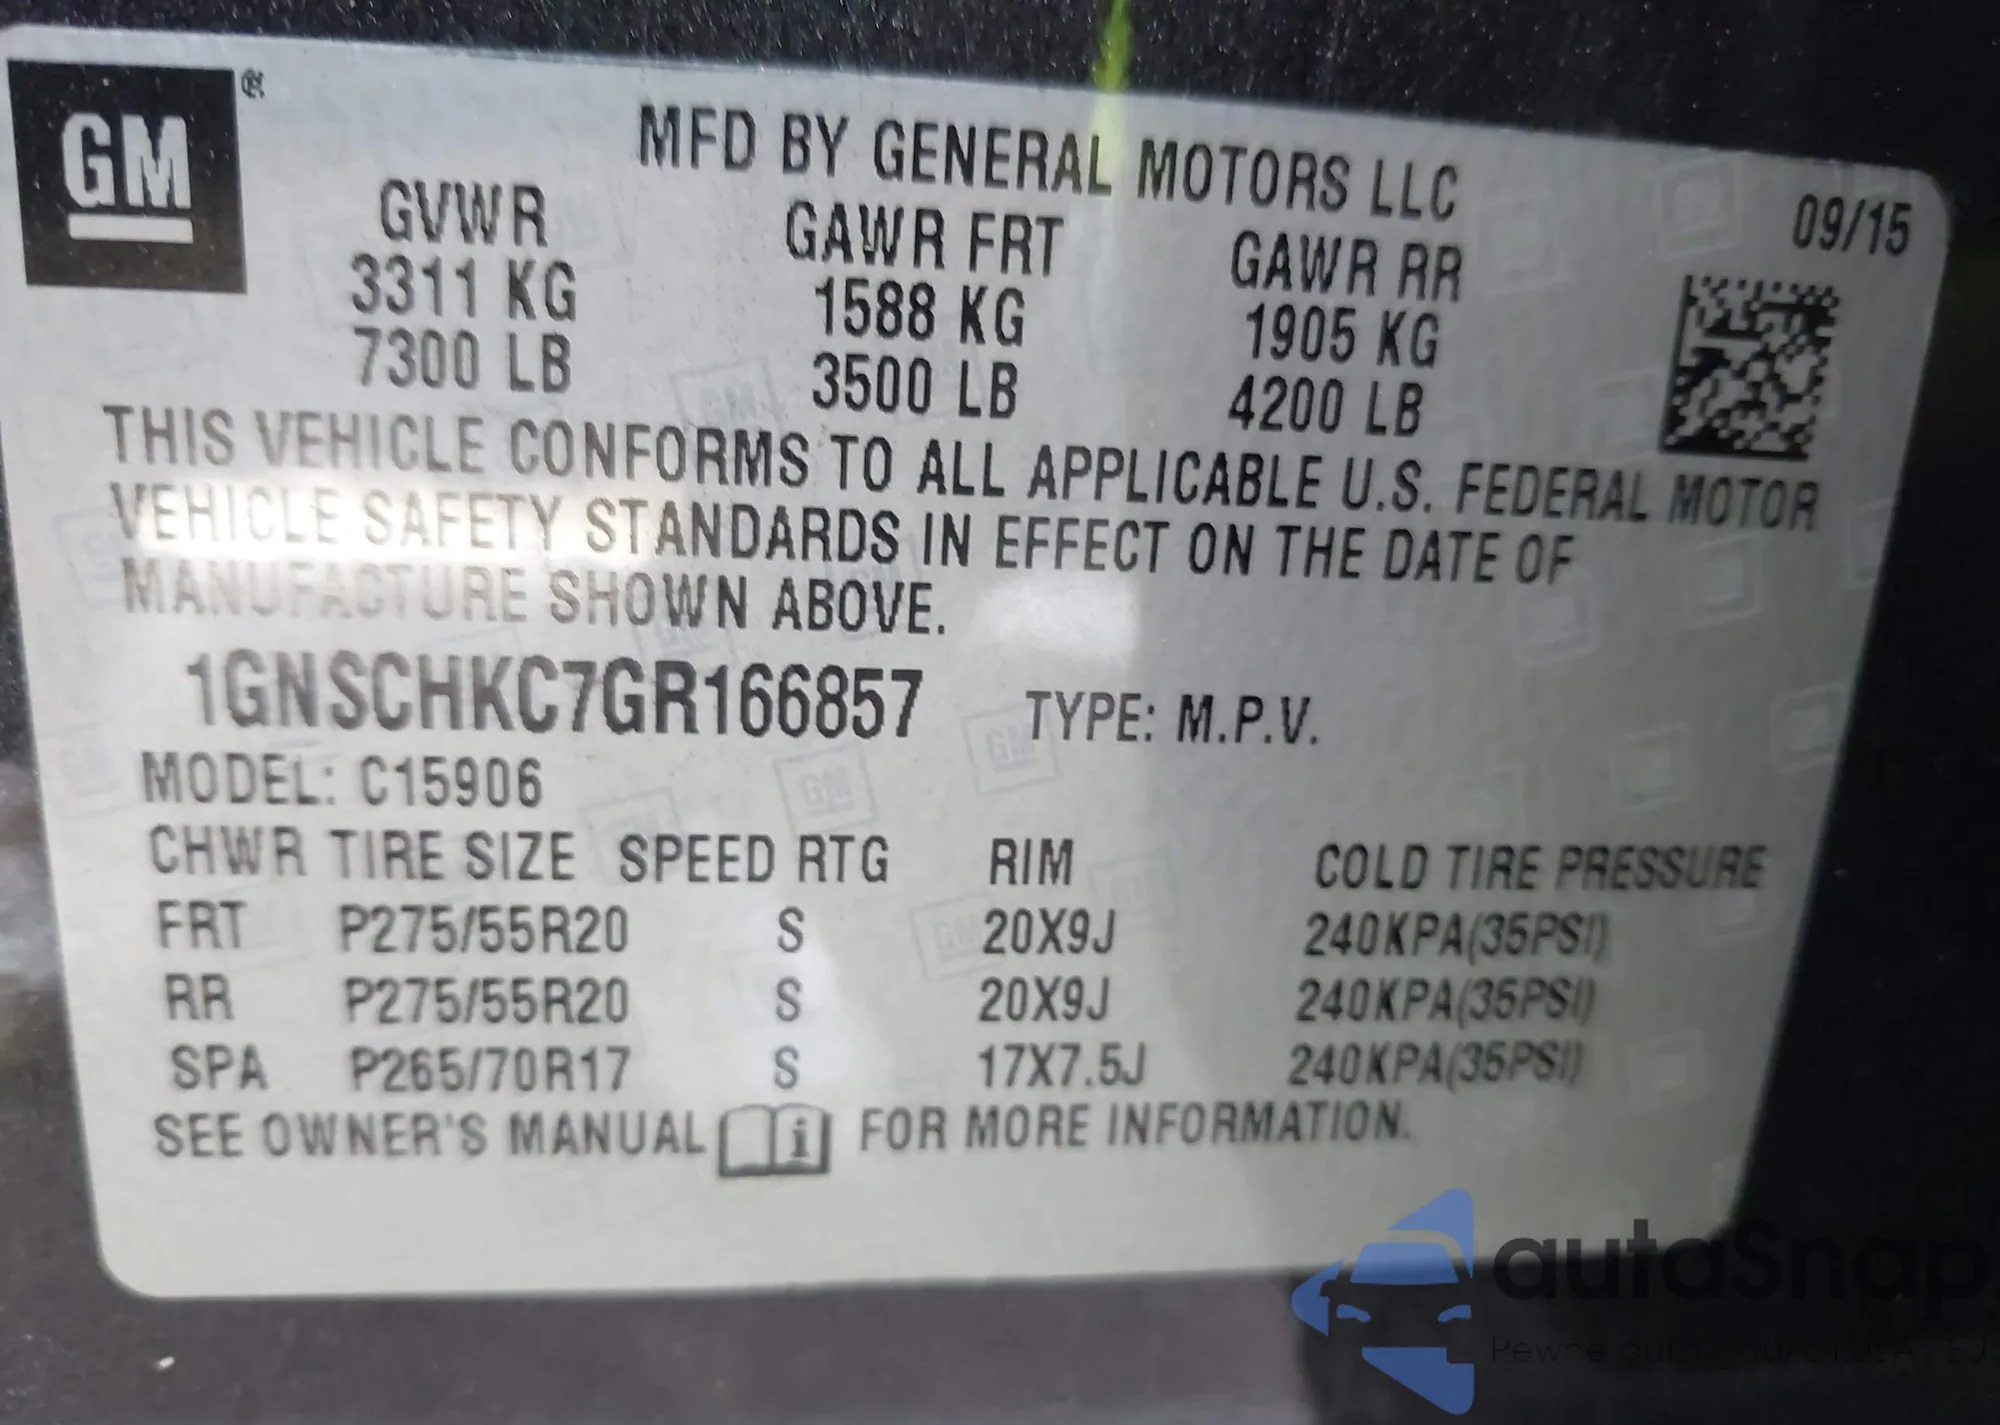 GM ®
MFD BY GENERAL MOTORS LLC
09/15
GVWR GAWR FRT GAWR RR
3311 KG 1588 KG 1905 KG
7300 LB 3500 LB 4200 LB
THIS VEHICLE CONFORMS TO ALL APPLICABLE U.S. FEDERAL MOTOR
VEHICLE SAFETY STANDARDS IN EFFECT ON THE DATE OF
MANUFACTURE SHOWN ABOVE.
1GNSCHKC7GR166857 TYPE: M.P.V.
MODEL: C15906
CHWR TIRE SIZE SPEED RTG RIM COLD TIRE PRESSURE
FRT P275/55R20 S 20X9J 240KPA(35PSI)
RR P275/55R20 S 20X9J 240KPA(35PSI)
SPA P265/70R17 S 17X7.5J 240KPA(35PSI)
SEE OWNER'S MANUAL i FOR MORE INFORMATION.
autaSnap
Pewne auta